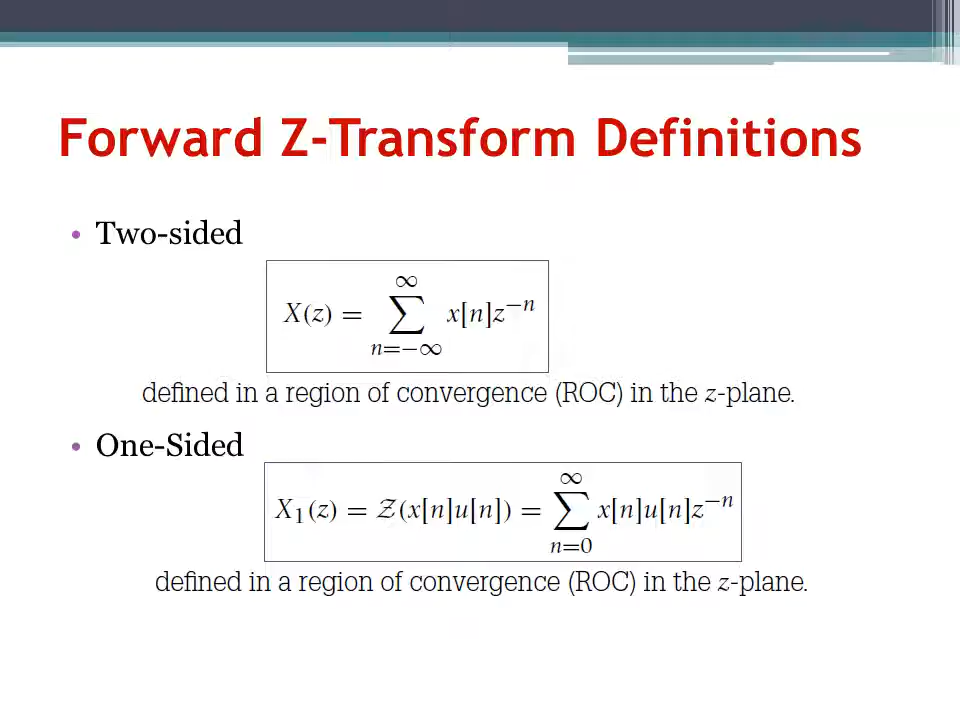 Forward Z-Transform Definitions
• Two-sided
X(z) = ∑_{n=−∞}^{∞} x[n]z^{−n}
defined in a region of convergence (ROC) in the z-plane.
• One-Sided
X₁(z) = 𝒵(x[n]u[n]) = ∑_{n=0}^{∞} x[n]u[n]z^{−n}
defined in a region of convergence (ROC) in the z-plane.